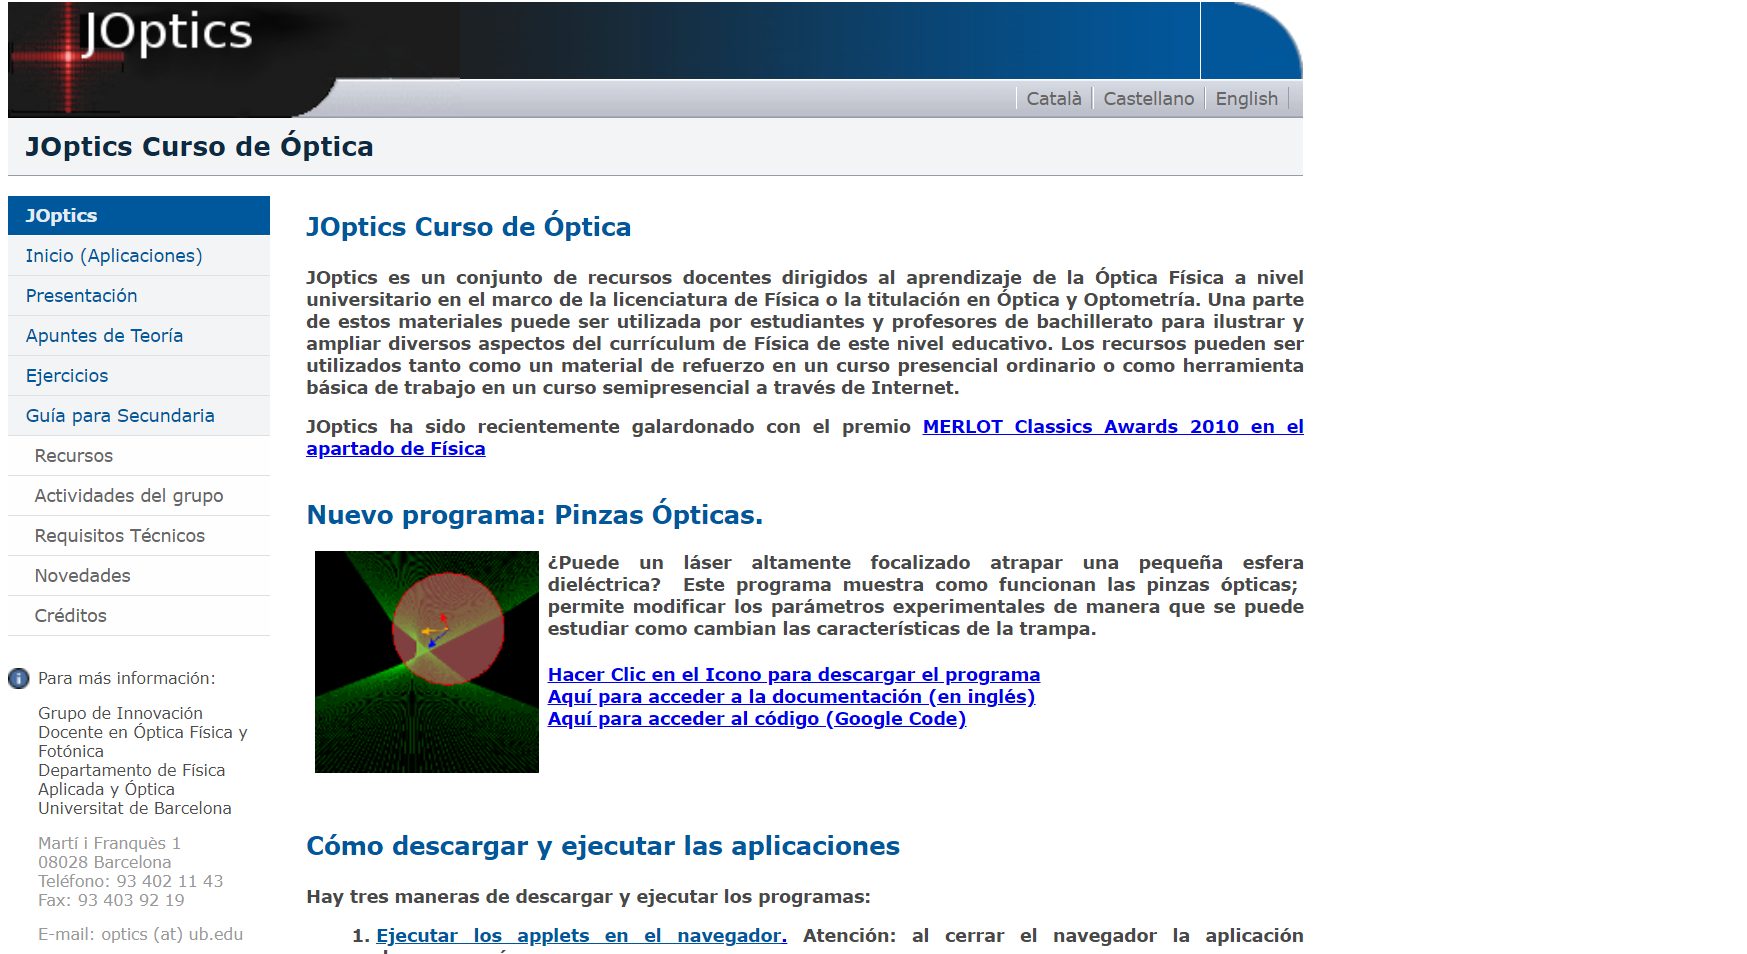 JOptics
Català
Castellano
English
JOptics Curso de Óptica
JOptics
Inicio (Aplicaciones)
Presentación
Apuntes de Teoría
Ejercicios
Guía para Secundaria
Recursos
Actividades del grupo
Requisitos Técnicos
Novedades
Créditos
Para más información:
Grupo de Innovación
Docente en Óptica Física y
Fotónica
Departamento de Física
Aplicada y Óptica
Universitat de Barcelona
Martí i Franquès 1
08028 Barcelona
Teléfono: 93 402 11 43
Fax: 93 403 92 19
E-mail: optics (at) ub.edu
JOptics Curso de Óptica
JOptics es un conjunto de recursos docentes dirigidos al aprendizaje de la Óptica Física a nivel
universitario en el marco de la licenciatura de Física o la titulación en Óptica y Optometría. Una parte
de estos materiales puede ser utilizada por estudiantes y profesores de bachillerato para ilustrar y
ampliar diversos aspectos del currículum de Física de este nivel educativo. Los recursos pueden ser
utilizados tanto como un material de refuerzo en un curso presencial ordinario o como herramienta
básica de trabajo en un curso semipresencial a través de Internet.
JOptics ha sido recientemente galardonado con el premio MERLOT Classics Awards 2010 en el
apartado de Física
Nuevo programa: Pinzas Ópticas.
¿Puede un láser altamente focalizado atrapar una pequeña esfera
dieléctrica? Este programa muestra como funcionan las pinzas ópticas;
permite modificar los parámetros experimentales de manera que se puede
estudiar como cambian las características de la trampa.
Hacer Clic en el Icono para descargar el programa
Aquí para acceder a la documentación (en inglés)
Aquí para acceder al código (Google Code)
Cómo descargar y ejecutar las aplicaciones
Hay tres maneras de descargar y ejecutar los programas:
1. Ejecutar los applets en el navegador. Atención: al cerrar el navegador la aplicación